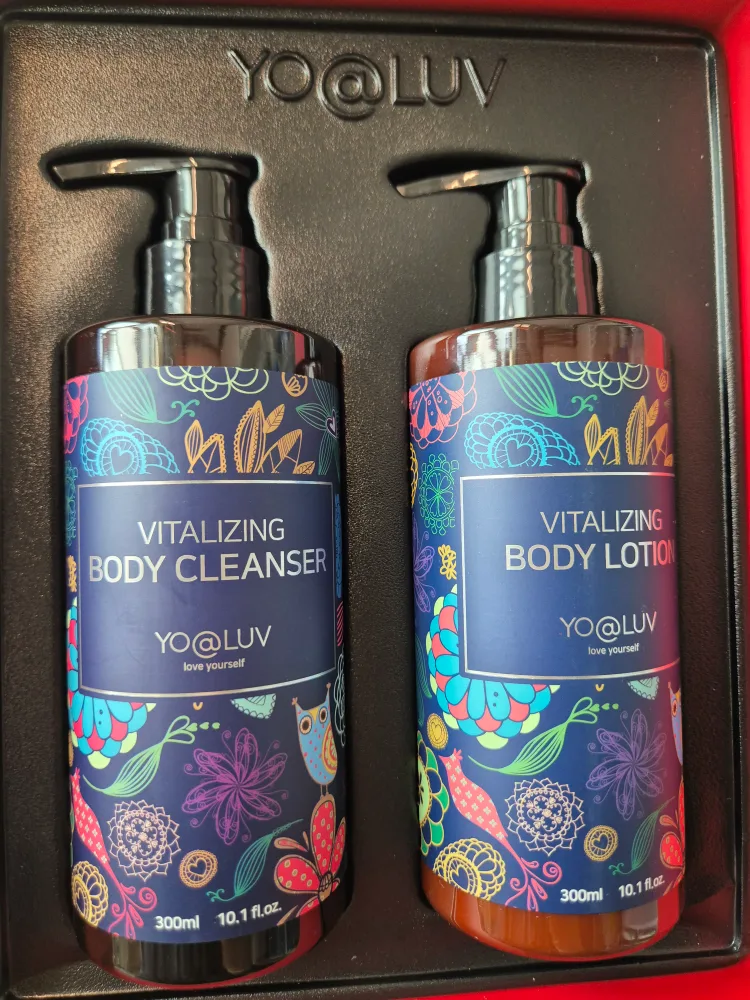 YO@LUV
VITALIZING
BODY CLEANSER
YO@LUV
love yourself
300ml 10.1 fl.oz.
VITALIZING
BODY LOTION
YO@LUV
love yourself
300ml 10.1 fl.oz.